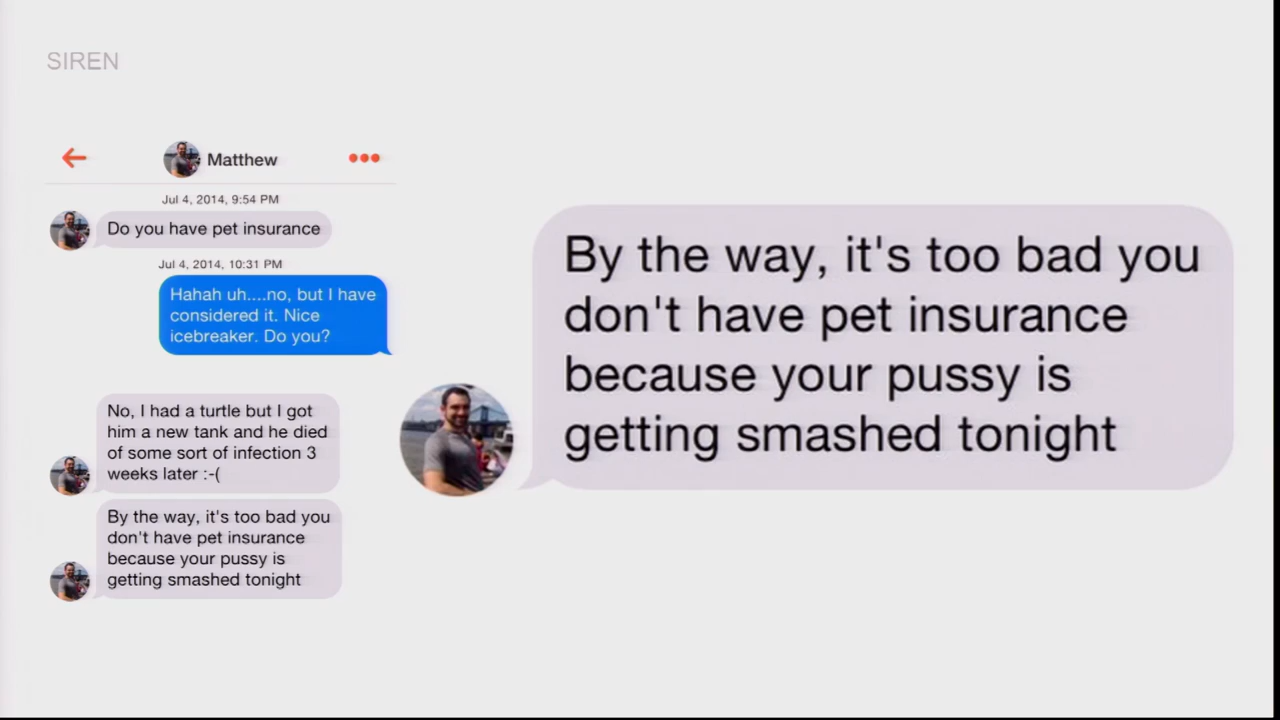 SIREN
Matthew
Jul 4, 2014, 9:54 PM
Do you have pet insurance
Jul 4, 2014, 10:31 PM
Hahah uh....no, but I have
considered it. Nice
icebreaker. Do you?
No, I had a turtle but I got
him a new tank and he died
of some sort of infection 3
weeks later :-(
By the way, it's too bad you
don't have pet insurance
because your pussy is
getting smashed tonight
By the way, it's too bad you
don't have pet insurance
because your pussy is
getting smashed tonight